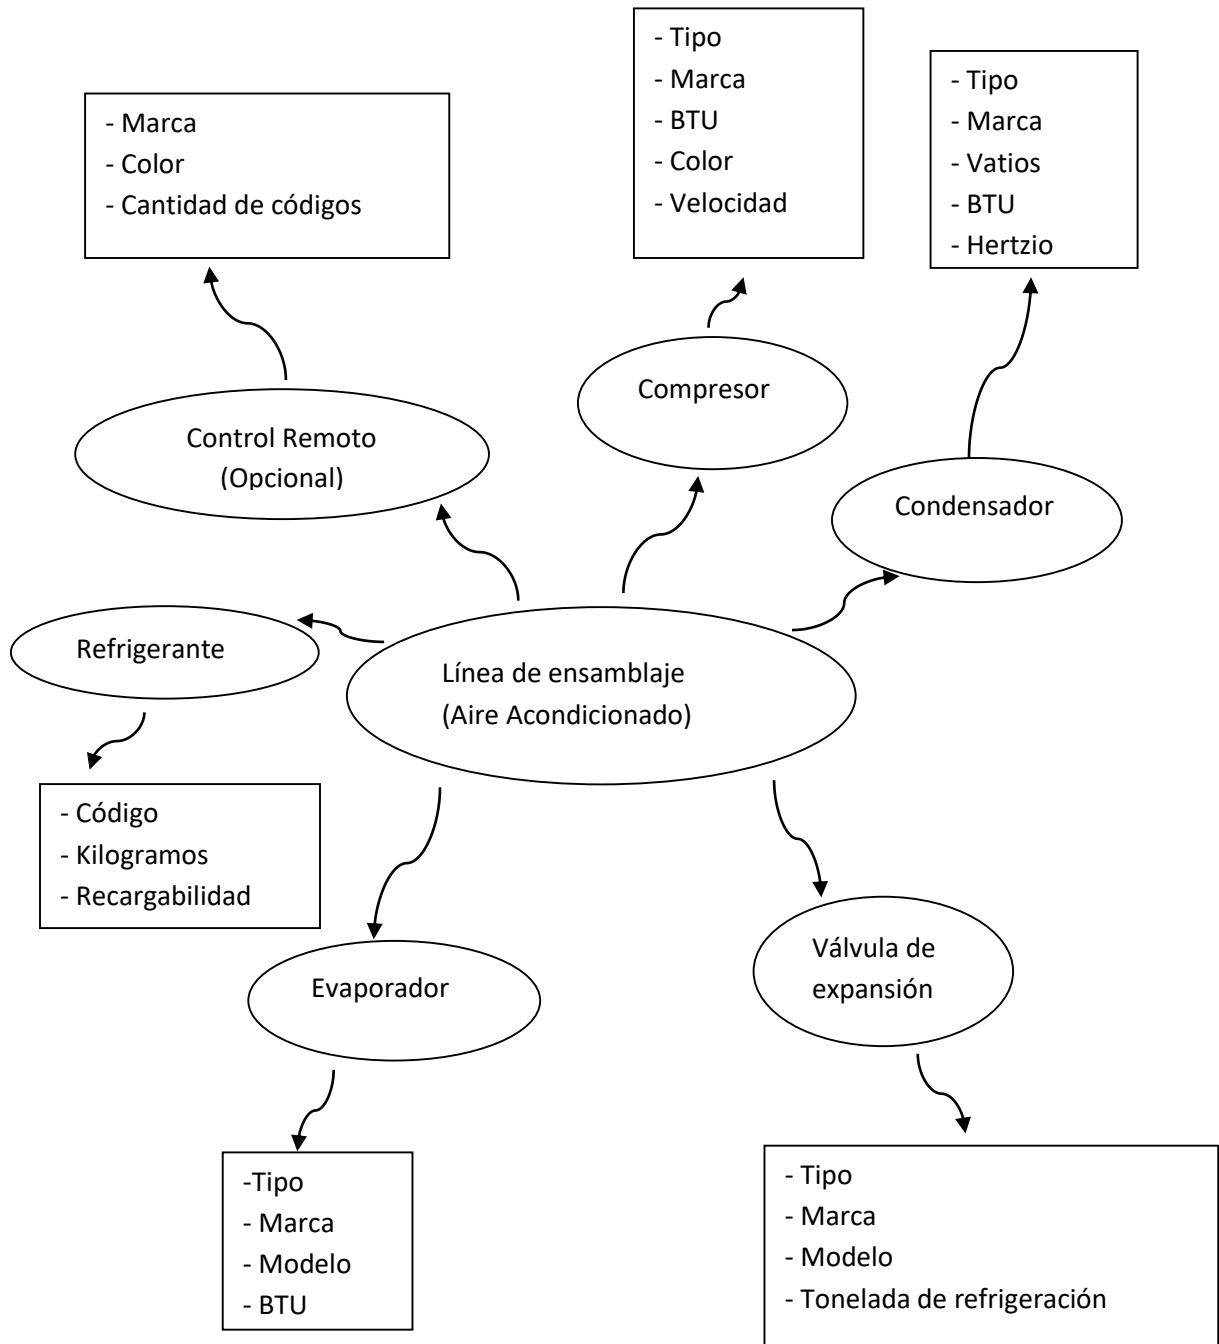 - Tipo
- Marca
- BTU
- Color
- Velocidad
- Tipo
- Marca
- Vatios
- BTU
- Hertzio
- Marca
- Color
- Cantidad de códigos
Compresor
Control Remoto
(Opcional)
Condensador
Refrigerante
Línea de ensamblaje
(Aire Acondicionado)
- Código
- Kilogramos
- Recargabilidad
Evaporador
Válvula de
expansión
-Tipo
- Marca
- Modelo
- BTU
- Tipo
- Marca
- Modelo
- Tonelada de refrigeración